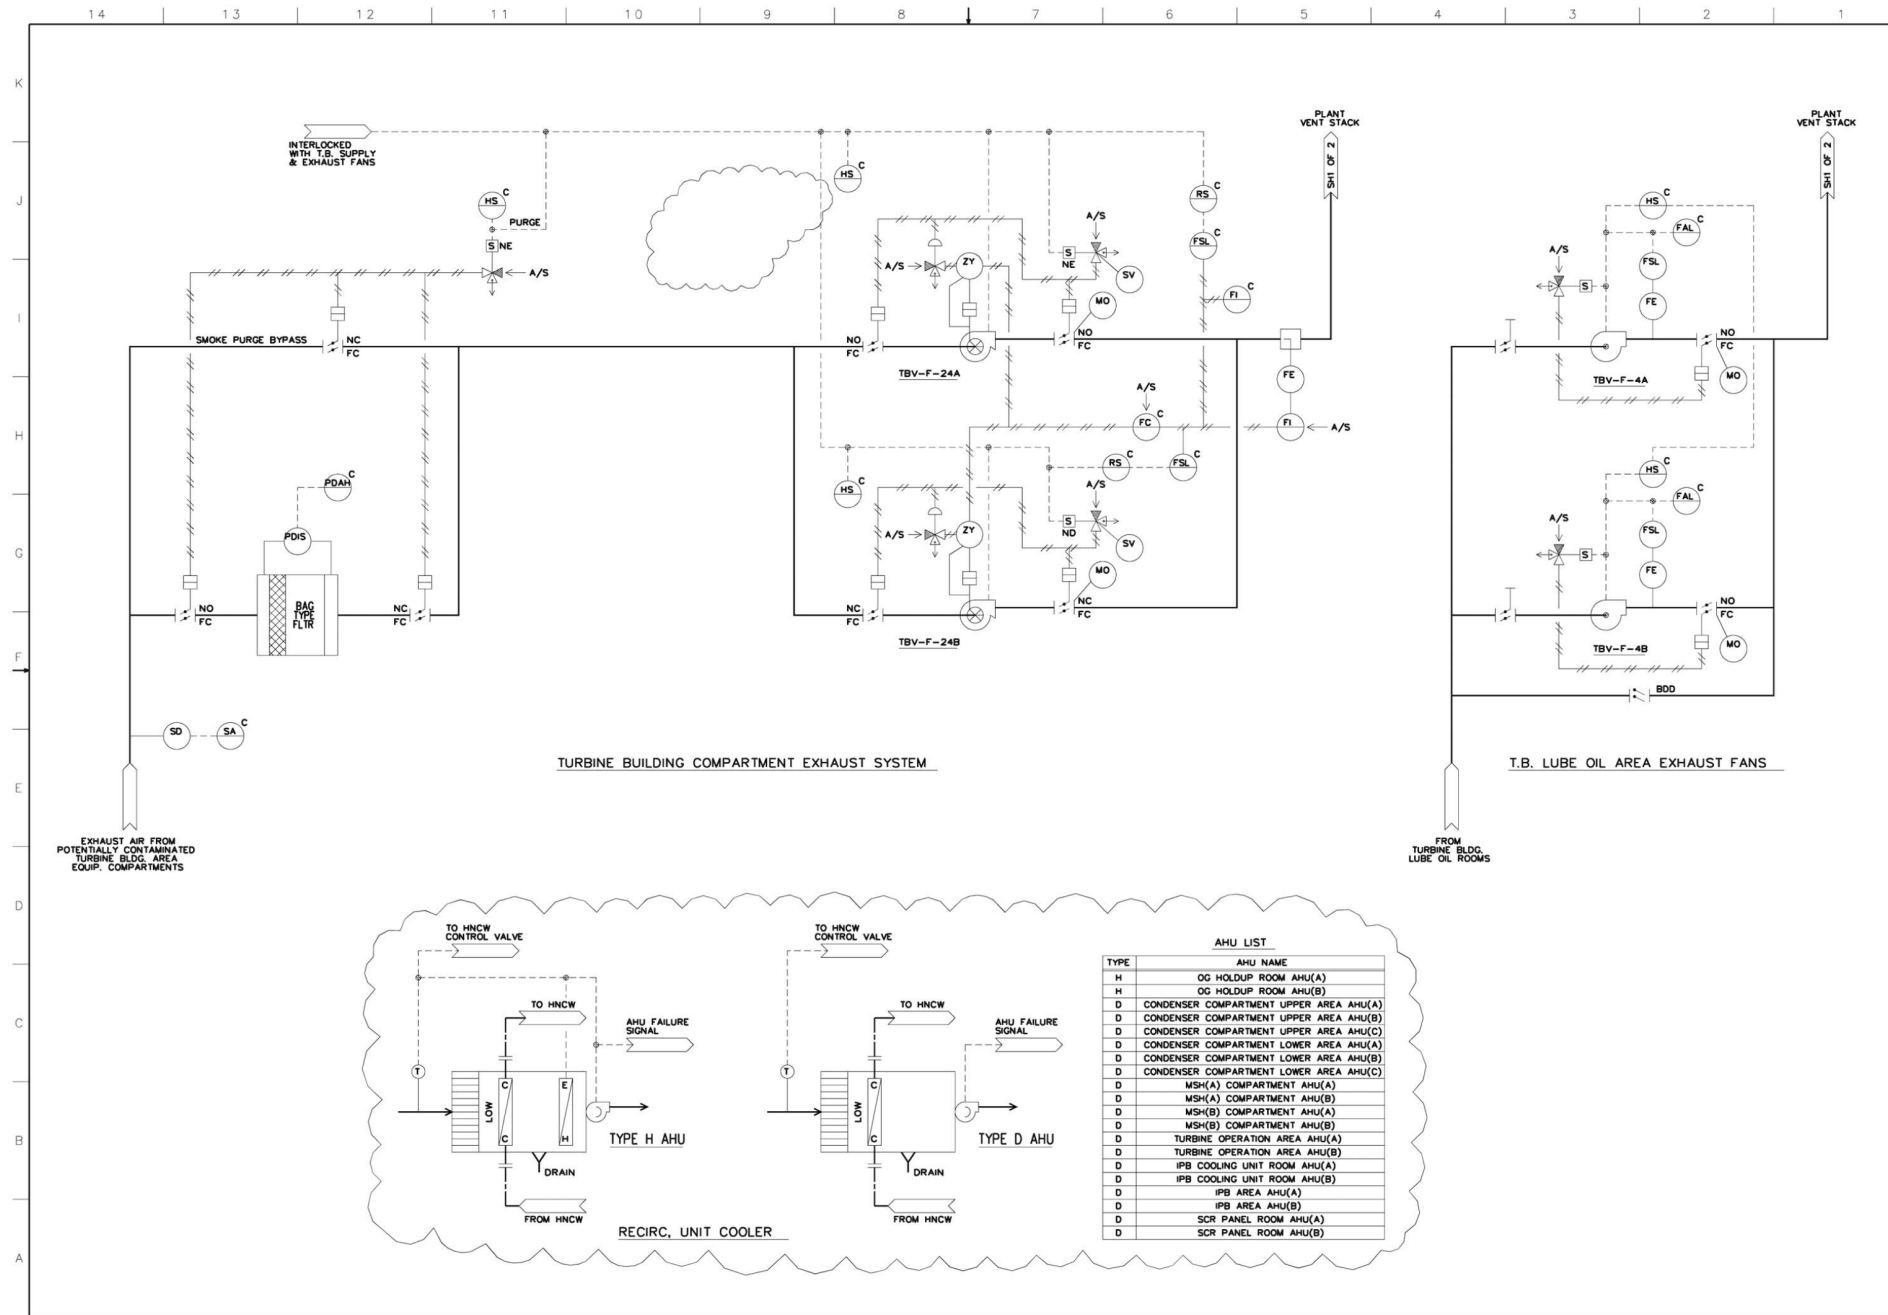 14 13 12 11 10 9 8 7 6 5 4 3 2 1
K
J
I
H
G
F
E
D
C
B
A
INTERLOCKED
WITH T.B. SUPPLY
& EXHAUST FANS
HS C
PURGE
S NE
A/S
SMOKE PURGE BYPASS
NC
FC
PDAH C
PDIS
NO
FC
BAG
TYPE
FLTR
NC
FC
SD
SA C
EXHAUST AIR FROM
POTENTIALLY CONTAMINATED
TURBINE BLDG. AREA
EQUIP. COMPARTMENTS
HS C
A/S
ZY
S
NE
A/S
SV
MO
NO
FC
NO
FC
TBV-F-24A
RS C
FSL C
FI C
PLANT
VENT STACK
SH1 OF 2
FE
A/S
FC C
FI
A/S
RS C
FSL C
HS C
A/S
ZY
S
ND
A/S
SV
MO
NC
FC
NC
FC
TBV-F-24B
TURBINE BUILDING COMPARTMENT EXHAUST SYSTEM
PLANT
VENT STACK
SH1 OF 2
HS C
FAL C
A/S
FSL
S
FE
NO
FC
TBV-F-4A
MO
HS C
FAL C
A/S
FSL
S
FE
NO
FC
TBV-F-4B
MO
BDD
T.B. LUBE OIL AREA EXHAUST FANS
FROM
TURBINE BLDG.
LUBE OIL ROOMS
TO HNCW
CONTROL VALVE
TO HNCW
AHU FAILURE
SIGNAL
T
LOW
C
C
E
H
TYPE H AHU
DRAIN
FROM HNCW
TO HNCW
CONTROL VALVE
TO HNCW
AHU FAILURE
SIGNAL
T
LOW
C
C
TYPE D AHU
DRAIN
FROM HNCW
RECIRC, UNIT COOLER
AHU LIST
TYPE AHU NAME
H OG HOLDUP ROOM AHU(A)
H OG HOLDUP ROOM AHU(B)
D CONDENSER COMPARTMENT UPPER AREA AHU(A)
D CONDENSER COMPARTMENT UPPER AREA AHU(B)
D CONDENSER COMPARTMENT UPPER AREA AHU(C)
D CONDENSER COMPARTMENT LOWER AREA AHU(A)
D CONDENSER COMPARTMENT LOWER AREA AHU(B)
D CONDENSER COMPARTMENT LOWER AREA AHU(C)
D MSH(A) COMPARTMENT AHU(A)
D MSH(A) COMPARTMENT AHU(B)
D MSH(B) COMPARTMENT AHU(A)
D MSH(B) COMPARTMENT AHU(B)
D TURBINE OPERATION AREA AHU(A)
D TURBINE OPERATION AREA AHU(B)
D IPB COOLING UNIT ROOM AHU(A)
D IPB COOLING UNIT ROOM AHU(B)
D IPB AREA AHU(A)
D IPB AREA AHU(B)
D SCR PANEL ROOM AHU(A)
D SCR PANEL ROOM AHU(B)